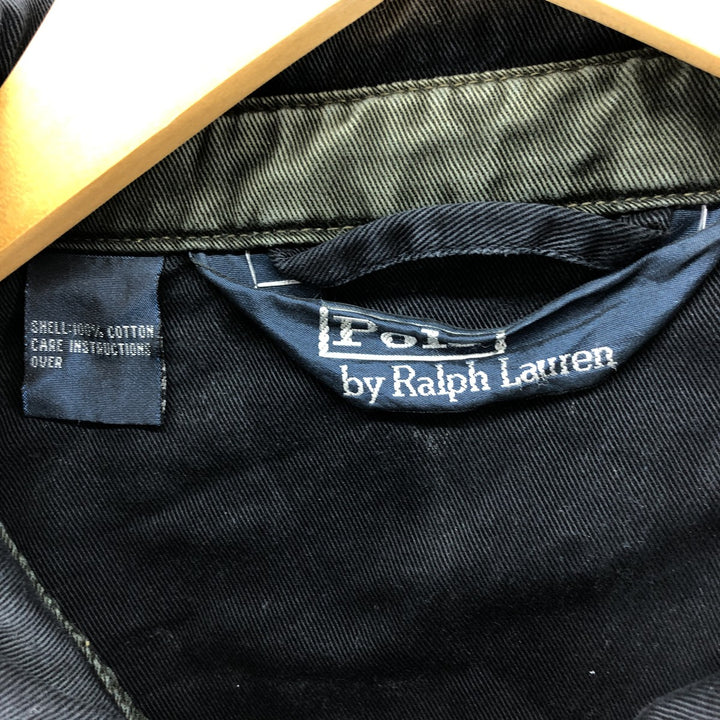 SHELL:100% COTTON
CARE INSTRUCTIONS
OVER
Polo
by Ralph Lauren